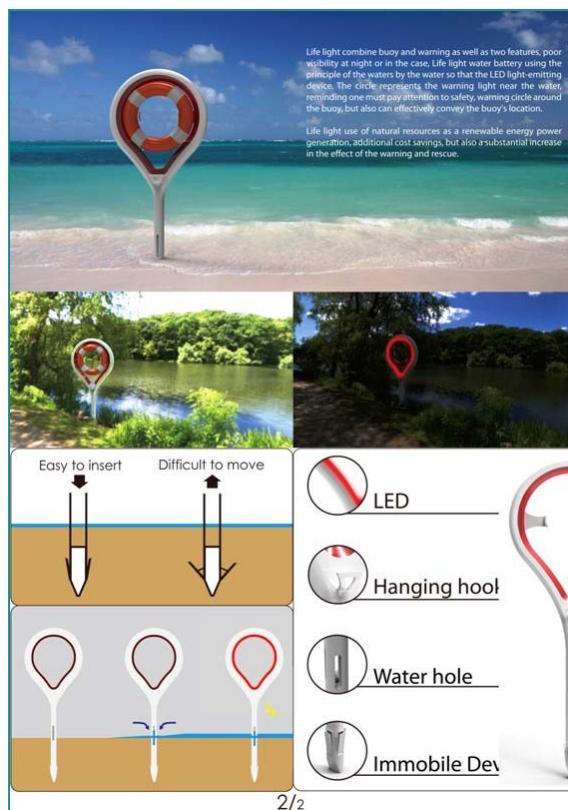 Life light combine buoy and warning as well as two features, poor
visibility at night or in the case, Life light water battery using the
principle of the waters by the water so that the LED light-emitting
device. The circle represents the warning light near the water,
reminding one must pay attention to safety, warning circle around
the buoy, but also can effectively convey the buoy's location.
Life light use of natural resources as a renewable energy power
generation, additional cost savings, but also a substantial increase
in the effect of the warning and rescue.
Easy to insert
Difficult to move
LED
Hanging hook
Water hole
Immobile Dev
2/2